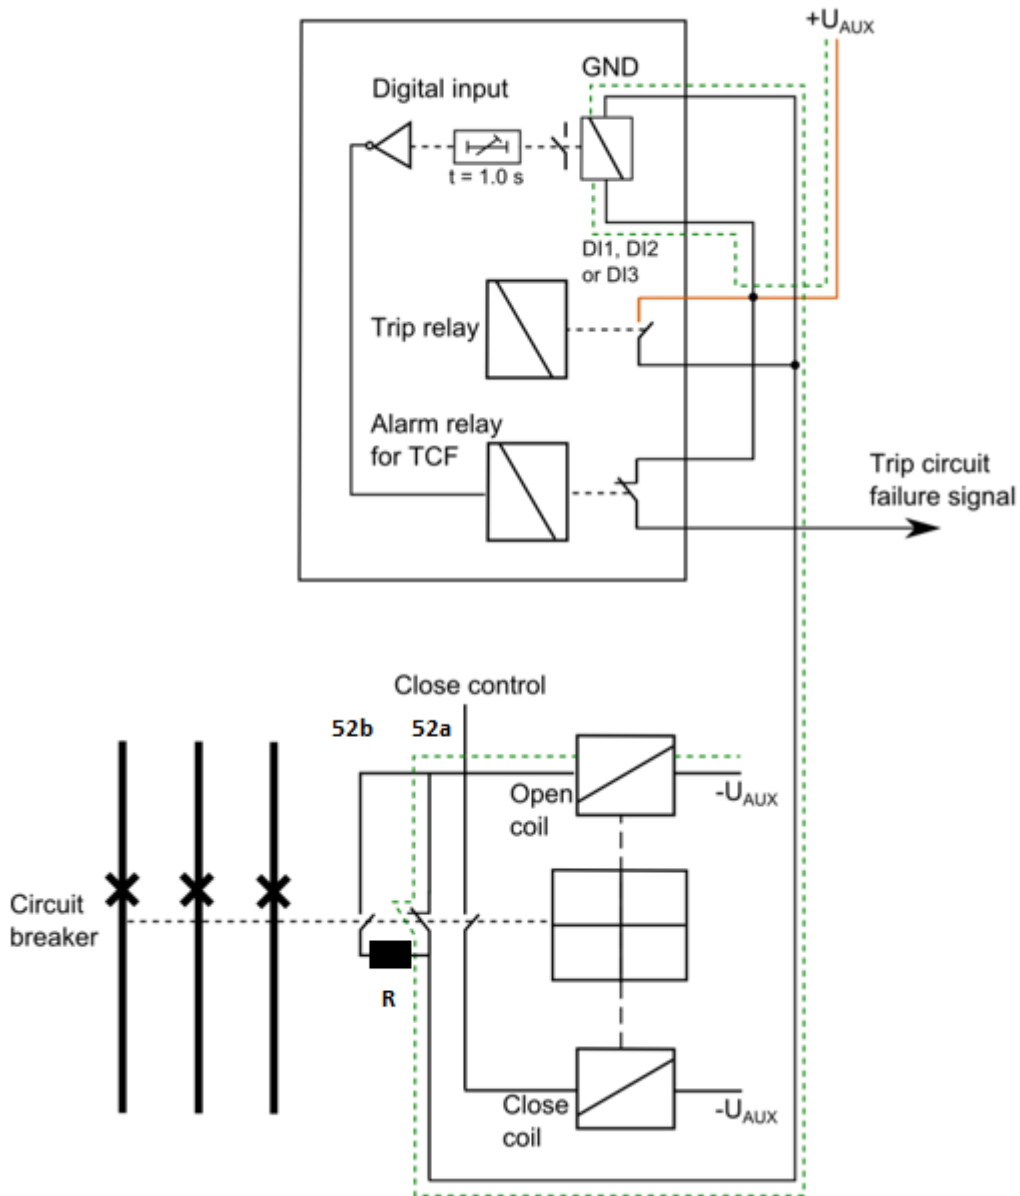 +UAUX
GND
Digital input
t = 1.0 s
DI1, DI2
or DI3
Trip relay
Alarm relay
for TCF
Trip circuit
failure signal
Close control
52b
52a
Open
coil
-UAUX
Circuit
breaker
R
Close
coil
-UAUX